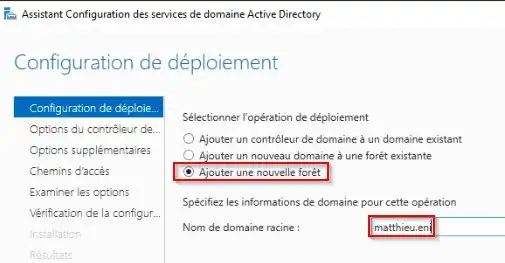 Assistant Configuration des services de domaine Active Directory
Configuration de déploiement
Configuration de déploie...
Options du contrôleur de...
Options supplémentaires
Chemins d'accès
Examiner les options
Vérification de la configur...
Installation
Résultats
Sélectionner l'opération de déploiement
Ajouter un contrôleur de domaine à un domaine existant
Ajouter un nouveau domaine à une forêt existante
Ajouter une nouvelle forêt
Spécifiez les informations de domaine pour cette opération
Nom de domaine racine :
matthieu.eni